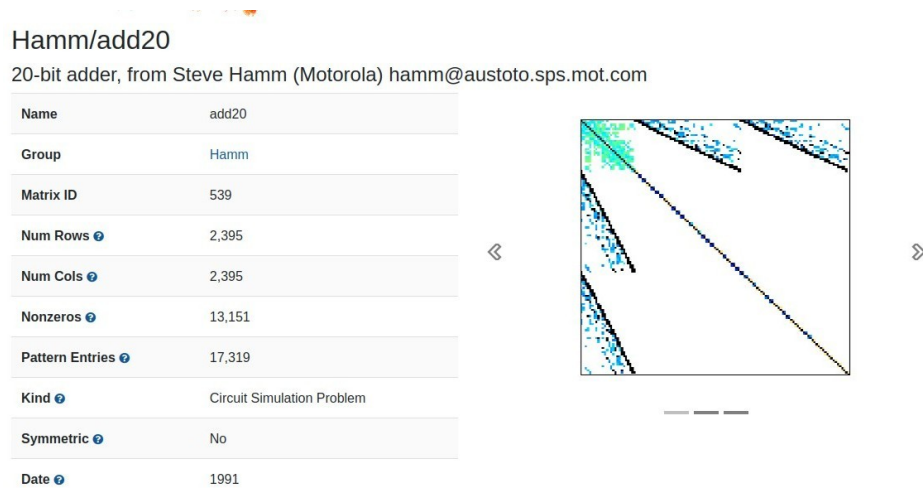 Hamm/add20
20-bit adder, from Steve Hamm (Motorola) hamm@austoto.sps.mot.com
Name add20
Group Hamm
Matrix ID 539
Num Rows 2,395
Num Cols 2,395
Nonzeros 13,151
Pattern Entries 17,319
Kind Circuit Simulation Problem
Symmetric No
Date 1991